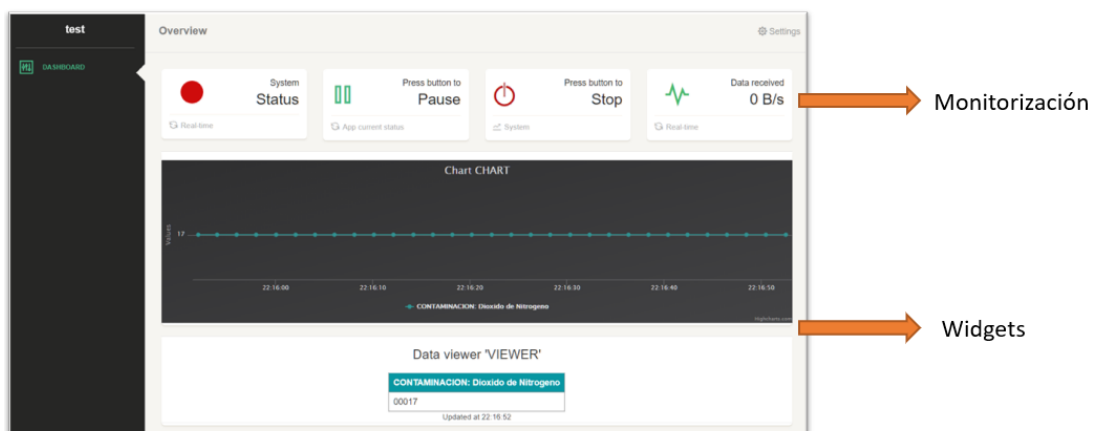 test
DASHBOARD
Overview
Settings
System
Status
Real-time
Press button to
Pause
App current status
Press button to
Stop
System
Data received
0 B/s
Real-time
Monitorización
Chart CHART
Values
17
22:16:00
22:16:10
22:16:20
22:16:30
22:16:40
22:16:50
CONTAMINACION: Dioxido de Nitrogeno
Highcharts.com
Widgets
Data viewer 'VIEWER'
CONTAMINACION: Dioxido de Nitrogeno
00017
Updated at 22:16:52